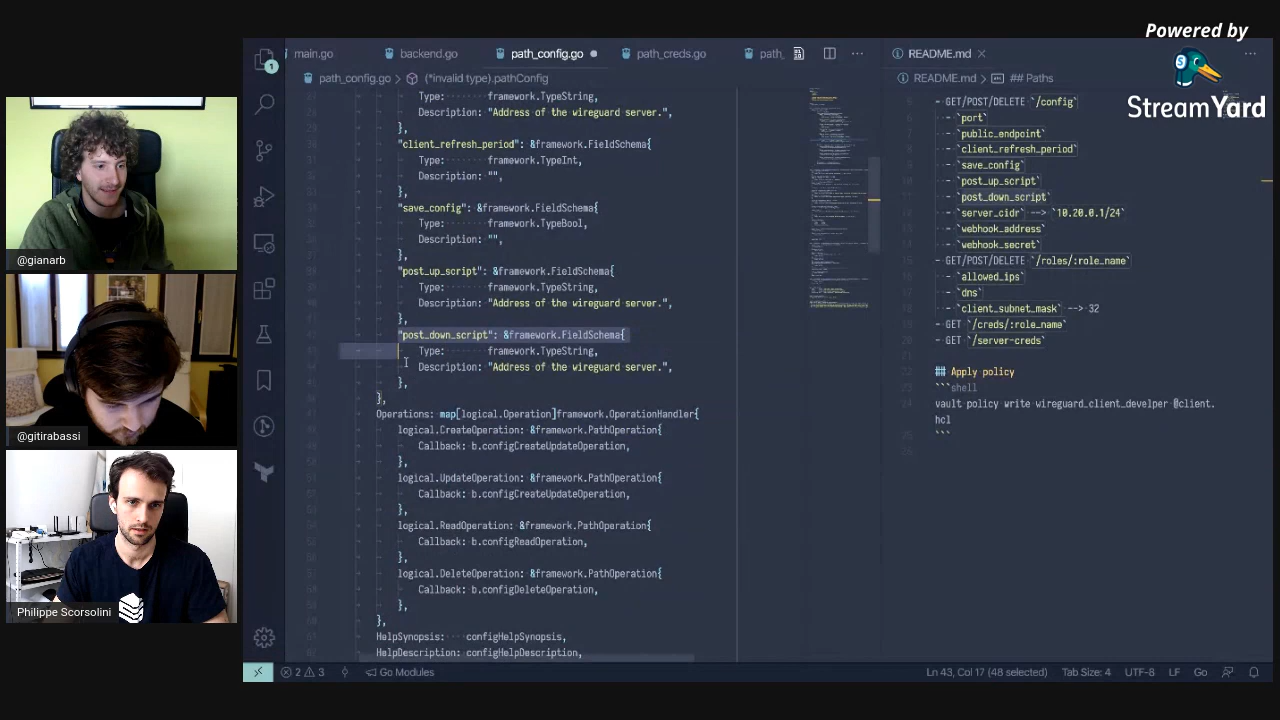 Powered by
StreamYard
@gianarb
@gitirabassi
Philippe Scorsolini
1
main.go
backend.go
path_config.go
path_creds.go
path_
README.md
path_config.go > (*invalid type).pathConfig
README.md > ## Paths
Type: framework.TypeString,
Description: "Address of the wireguard server.",
},
"client_refresh_period": &framework.FieldSchema{
Type: framework.TypeInt,
Description: "",
},
"save_config": &framework.FieldSchema{
Type: framework.TypeBool,
Description: "",
},
"post_up_script": &framework.FieldSchema{
Type: framework.TypeString,
Description: "Address of the wireguard server.",
},
"post_down_script": &framework.FieldSchema{
Type: framework.TypeString,
Description: "Address of the wireguard server.",
},
},
Operations: map[logical.Operation]framework.OperationHandler{
logical.CreateOperation: &framework.PathOperation{
Callback: b.configCreateUpdateOperation,
},
logical.UpdateOperation: &framework.PathOperation{
Callback: b.configCreateUpdateOperation,
},
logical.ReadOperation: &framework.PathOperation{
Callback: b.configReadOperation,
},
logical.DeleteOperation: &framework.PathOperation{
Callback: b.configDeleteOperation,
},
},
HelpSynopsis: configHelpSynopsis,
HelpDescription: configHelpDescription,
- GET/POST/DELETE `/config`
- `port`
- `public_endpoint`
- `client_refresh_period`
- `save_config`
- `post_up_script`
- `post_down_script`
- `server_cidr` --> `10.20.0.1/24`
- `webhook_address`
- `webhook_secret`
- GET/POST/DELETE `/roles/:role_name`
- `allowed_ips`
- `dns`
- `client_subnet_mask` --> 32
- GET `/creds/:role_name`
- GET `/server-creds`
## Apply policy
```shell
vault policy write wireguard_client_develper @client.
hcl
```
2 3
Go Modules
Ln 43, Col 17 (48 selected)
Tab Size: 4
UTF-8
LF
Go